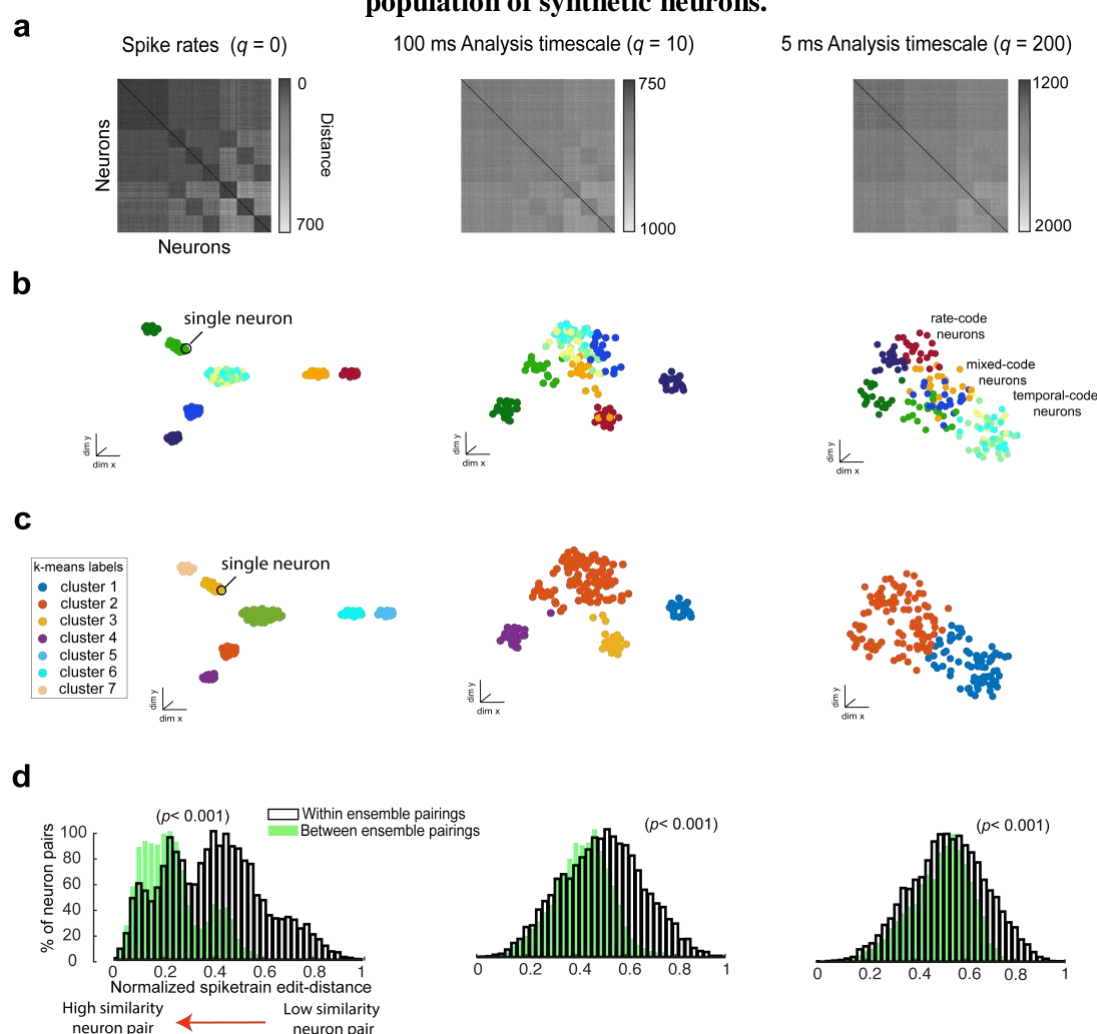 population of synthetic neurons.
a
Spike rates (q = 0)
100 ms Analysis timescale (q = 10)
5 ms Analysis timescale (q = 200)
Neurons
Neurons
0
Distance
700
750
1000
1200
2000
b
single neuron
dim y
dim x
dim y
dim x
rate-code
neurons
mixed-code
neurons
temporal-code
neurons
dim y
dim x
c
k-means labels
cluster 1
cluster 2
cluster 3
cluster 4
cluster 5
cluster 6
cluster 7
single neuron
dim y
dim x
dim y
dim x
dim y
dim x
d
% of neuron pairs
100
80
60
40
20
0
(p< 0.001)
Within ensemble pairings
Between ensemble pairings
(p< 0.001)
(p< 0.001)
0 0.2 0.4 0.6 0.8 1
0 0.2 0.4 0.6 0.8 1
0 0.2 0.4 0.6 0.8 1
Normalized spiketrain edit-distance
High similarity
neuron pair
Low similarity
neuron pair